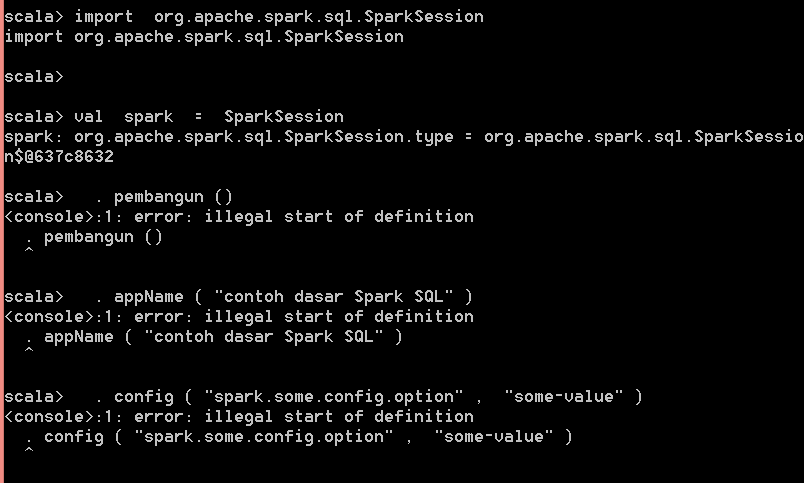 scala> import  org.apache.spark.sql.SparkSession
import org.apache.spark.sql.SparkSession
scala>
scala> val  spark  =  SparkSession
spark: org.apache.spark.sql.SparkSession.type = org.apache.spark.sql.SparkSessio
n$@637c8632
scala>   . pembangun ()
<console>:1: error: illegal start of definition
  . pembangun ()
  ^
scala>   . appName ( "contoh dasar Spark SQL" )
<console>:1: error: illegal start of definition
  . appName ( "contoh dasar Spark SQL" )
  ^
scala>   . config ( "spark.some.config.option" ,  "some-value" )
<console>:1: error: illegal start of definition
  . config ( "spark.some.config.option" ,  "some-value" )
  ^